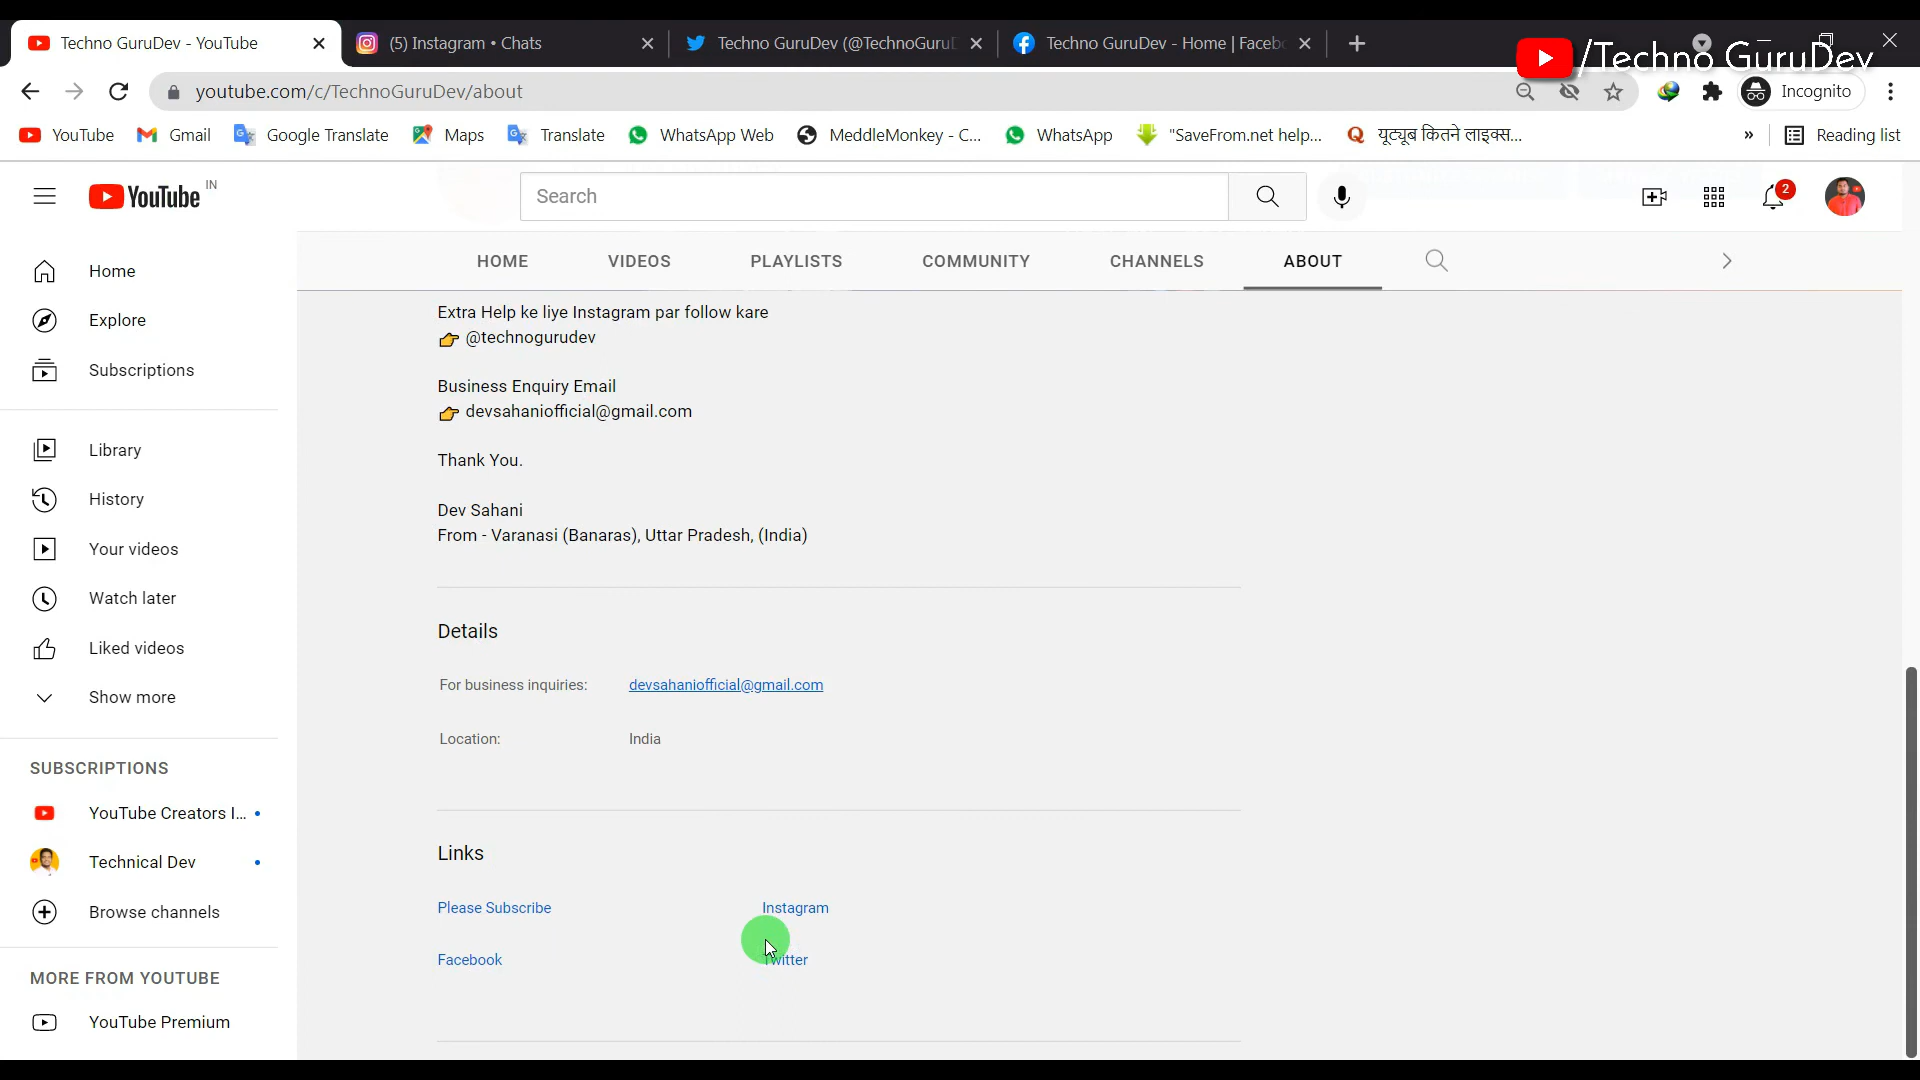 Techno GuruDev - YouTube
(5) Instagram • Chats
Techno GuruDev (@TechnoGuru
Techno GuruDev - Home | Faceb
/Techno GuruDev
youtube.com/c/TechnoGuruDev/about
Incognito
YouTube
Gmail
Google Translate
Maps
Translate
WhatsApp Web
MeddleMonkey - C...
WhatsApp
"SaveFrom.net help...
यूट्यूब कितने लाइक्स...
»
Reading list
YouTube IN
Search
2
HOME
VIDEOS
PLAYLISTS
COMMUNITY
CHANNELS
ABOUT
Home
Explore
Subscriptions
Library
History
Your videos
Watch later
Liked videos
Show more
SUBSCRIPTIONS
YouTube Creators I... •
Technical Dev •
Browse channels
MORE FROM YOUTUBE
YouTube Premium
Extra Help ke liye Instagram par follow kare
👉 @technogurudev
Business Enquiry Email
👉 devsahaniofficial@gmail.com
Thank You.
Dev Sahani
From - Varanasi (Banaras), Uttar Pradesh, (India)
Details
For business inquiries: devsahaniofficial@gmail.com
Location: India
Links
Please Subscribe
Instagram
Facebook
Twitter